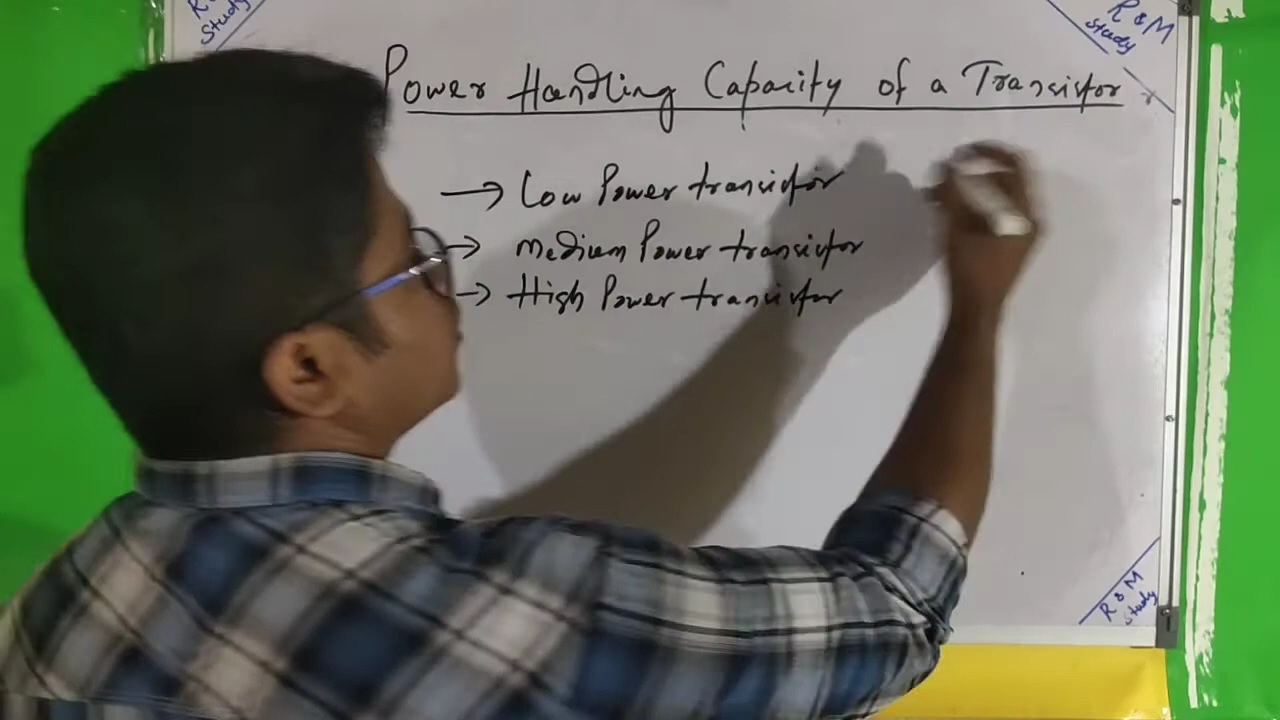 R & M
Study
Power Handling Capacity of a Transistor
→ Low Power transistor
→ Medium Power transistor
→ High Power transistor
R & M
Study